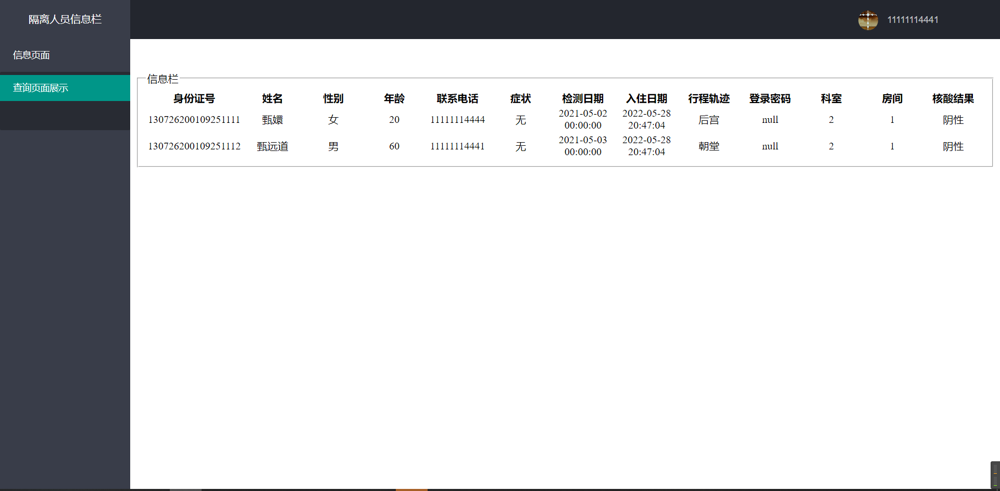 隔离人员信息栏
11111114441
信息页面
查询页面展示
信息栏
身份证号 姓名 性别 年龄 联系电话 症状 检测日期 入住日期 行程轨迹 登录密码 科室 房间 核酸结果
130726200109251111 甄嬛 女 20 11111114444 无 2021-05-02 00:00:00 2022-05-28 20:47:04 后宫 null 2 1 阴性
130726200109251112 甄远道 男 60 11111114441 无 2021-05-03 00:00:00 2022-05-28 20:47:04 朝堂 null 2 1 阴性